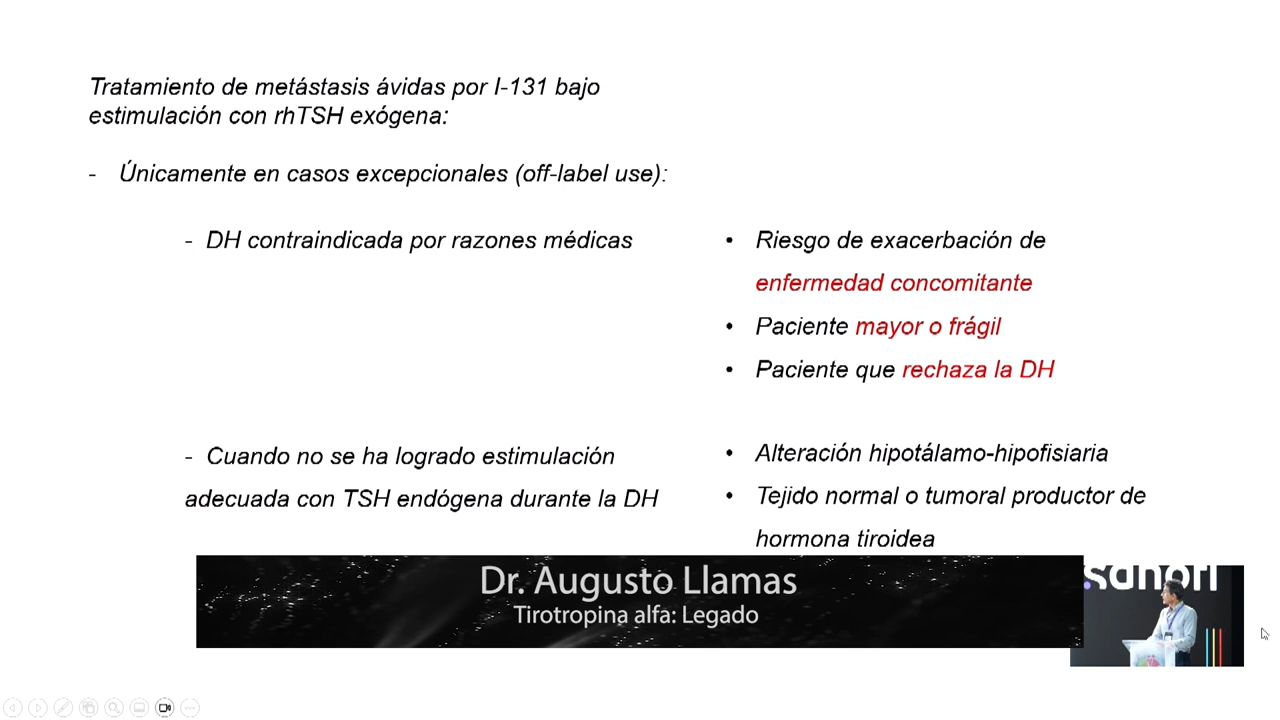 Tratamiento de metástasis ávidas por I-131 bajo
estimulación con rhTSH exógena:
- Únicamente en casos excepcionales (off-label use):
- DH contraindicada por razones médicas
• Riesgo de exacerbación de
enfermedad concomitante
• Paciente mayor o frágil
• Paciente que rechaza la DH
- Cuando no se ha logrado estimulación
adecuada con TSH endógena durante la DH
• Alteración hipotálamo-hipofisiaria
• Tejido normal o tumoral productor de
hormona tiroidea
Dr. Augusto Llamas
Tirotropina alfa: Legado
sanofi